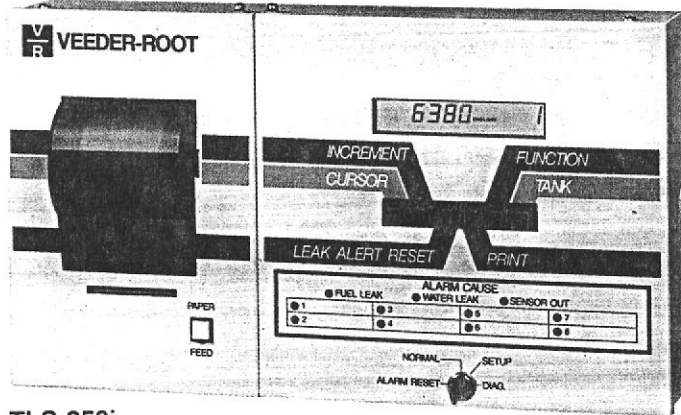 V
R VEEDER-ROOT
6380 1
INCREMENT FUNCTION
CURSOR TANK
LEAK ALERT RESET PRINT
ALARM CAUSE
FUEL LEAK WATER LEAK SENSOR OUT
1 3 5 7
2 4 6 8
PAPER
FEED
NORMAL SETUP
ALARM RESET DIAG.